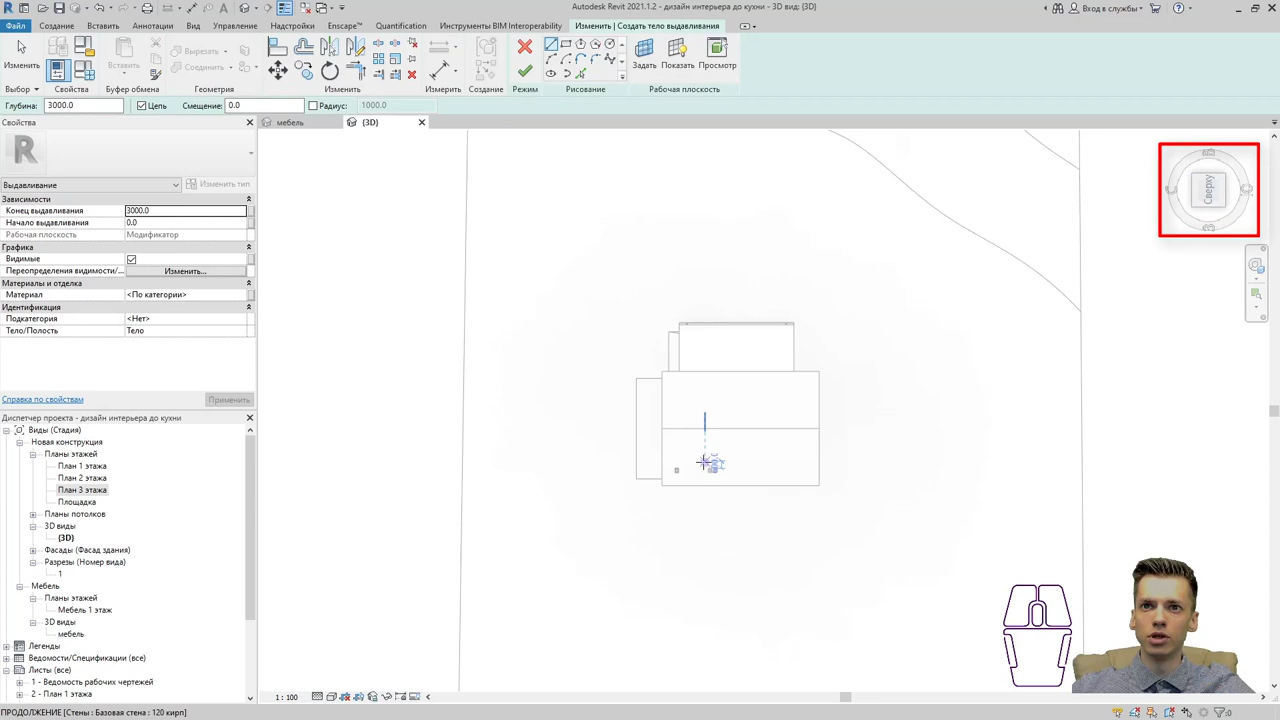 Autodesk Revit 2021.1.2 - дизайн интерьера до кухни - 3D вид: {3D}
Вход в службы
Файл
Создание
Вставить
Аннотации
Вид
Управление
Надстройки
Enscape™
Quantification
Инструменты BIM Interoperability
Изменить | Создать тело выдавливания
Изменить
Вставить
Вырезать
Соединить
Задать
Показать
Просмотр
Выбор
Свойства
Буфер обмена
Геометрия
Изменить
Измерить
Создание
Режим
Рисование
Рабочая плоскость
Глубина: 3000.0
Цепь
Смещение: 0.0
Радиус: 1000.0
Свойства
мебель
{3D}
Выдавливание
Изменить тип
Зависимости
Конец выдавливания 3000.0
Начало выдавливания 0.0
Рабочая плоскость Модификатор
Графика
Видимые
Переопределения видимости/... Изменить...
Материалы и отделка
Материал <По категории>
Идентификация
Подкатегория <Нет>
Тело/Полость Тело
Справка по свойствам
Применить
Диспетчер проекта - дизайн интерьера до кухни
Виды (Стадия)
Новая конструкция
Планы этажей
План 1 этажа
План 2 этажа
План 3 этажа
Площадка
Планы потолков
3D виды
{3D}
Фасады (Фасад здания)
Разрезы (Номер вида)
1
Мебель
Планы этажей
Мебель 1 этаж
3D виды
мебель
Легенды
Ведомости/Спецификации (все)
Листы (все)
1 - Ведомость рабочих чертежей
2 - План 1 этажа
Сверху
1 : 100
ПРОДОЛЖЕНИЕ [Стены : Базовая стена : 120 кирп]
:0